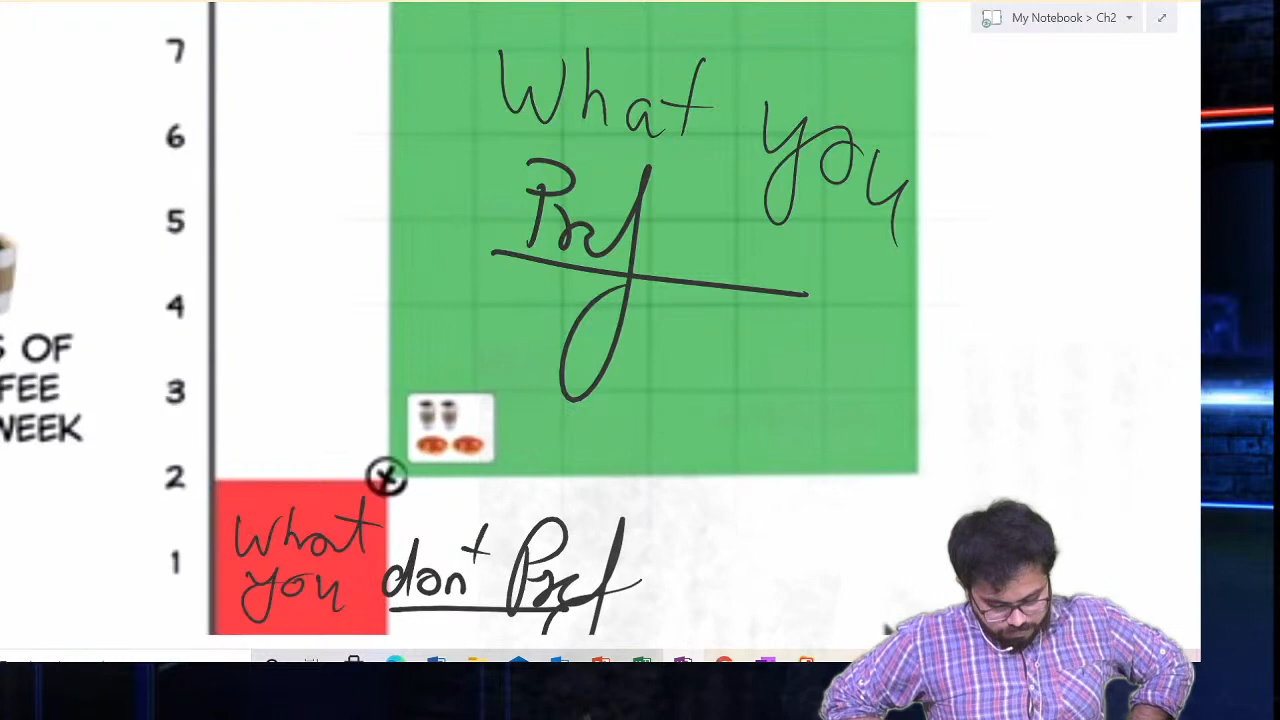 My Notebook > Ch2
7
What you
6
Pref
5
4
S OF
FEE
WEEK
3
2
What
you don't Pref
1